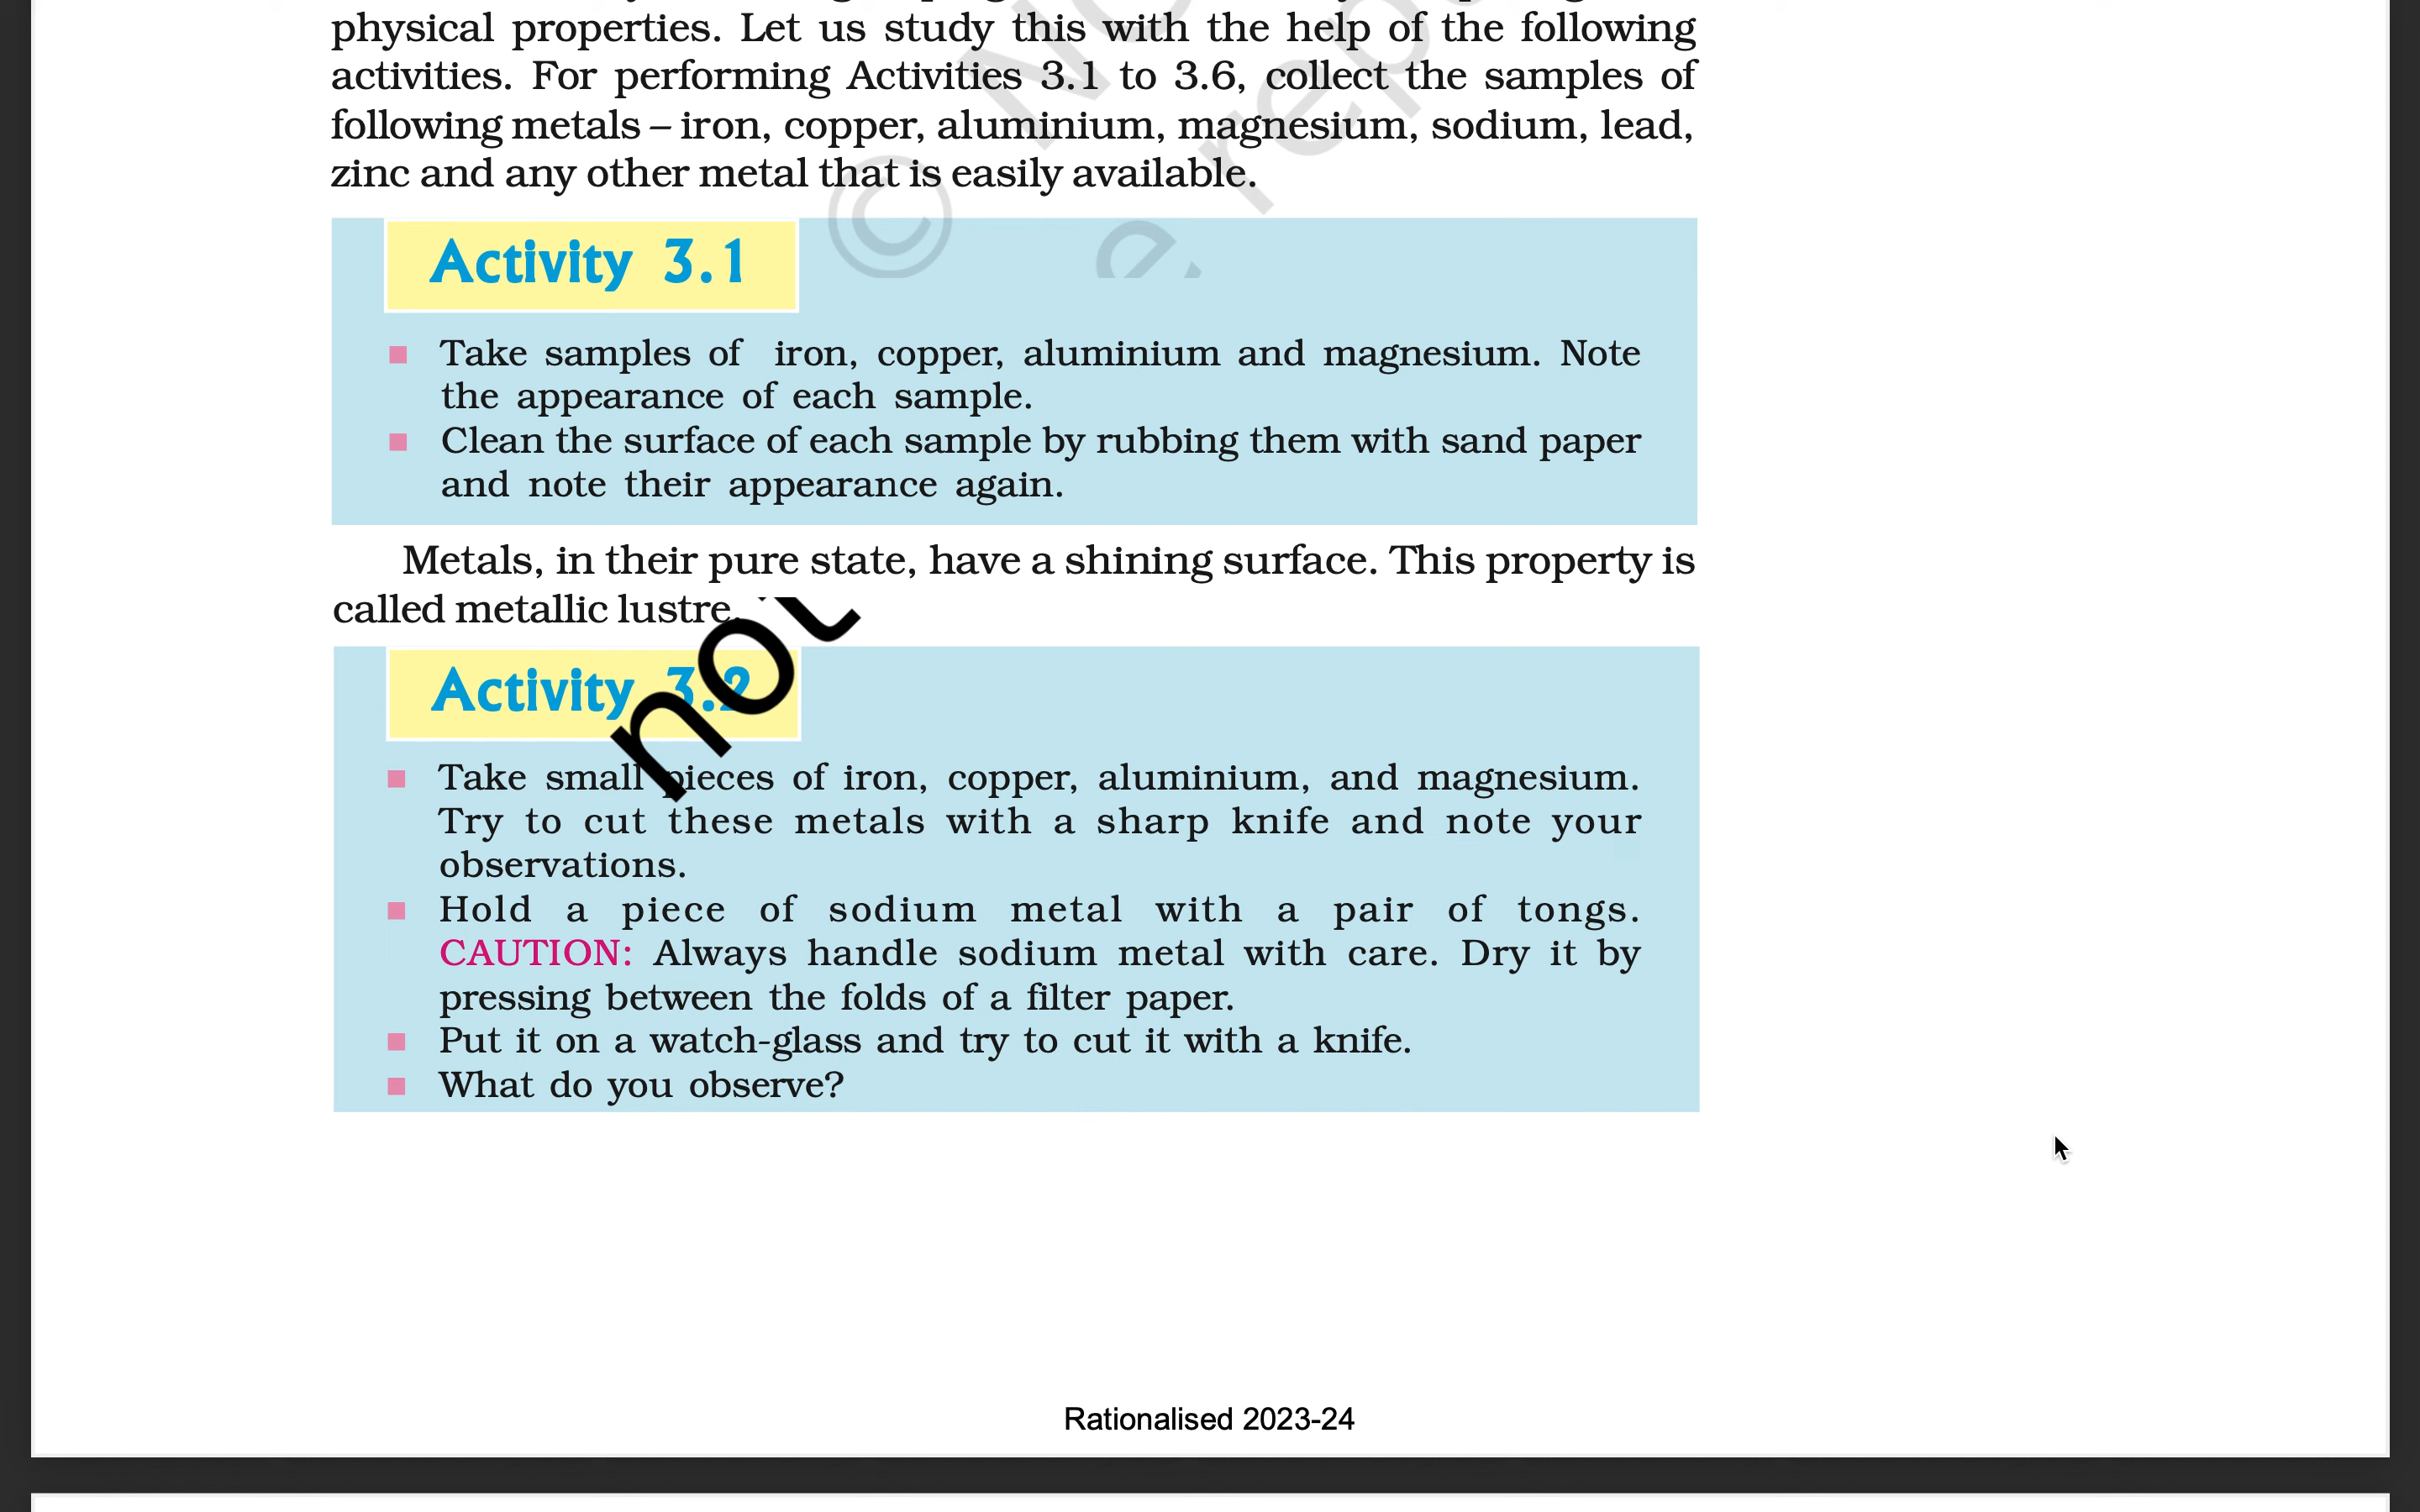 physical properties. Let us study this with the help of the following
activities. For performing Activities 3.1 to 3.6, collect the samples of
following metals – iron, copper, aluminium, magnesium, sodium, lead,
zinc and any other metal that is easily available.
Activity 3.1
Take samples of iron, copper, aluminium and magnesium. Note
the appearance of each sample.
Clean the surface of each sample by rubbing them with sand paper
and note their appearance again.
Metals, in their pure state, have a shining surface. This property is
called metallic lustre.
not
Activity 3.2
Take small pieces of iron, copper, aluminium, and magnesium.
Try to cut these metals with a sharp knife and note your
observations.
Hold a piece of sodium metal with a pair of tongs.
CAUTION: Always handle sodium metal with care. Dry it by
pressing between the folds of a filter paper.
Put it on a watch-glass and try to cut it with a knife.
What do you observe?
Rationalised 2023-24